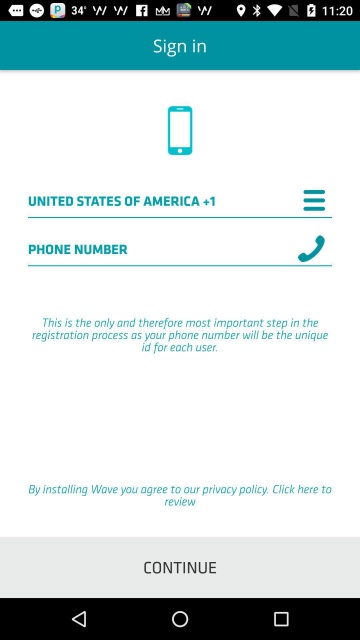 34°
11:20
Sign in
UNITED STATES OF AMERICA +1
PHONE NUMBER
This is the only and therefore most important step in the
registration process as your phone number will be the unique
id for each user.
By installing Wave you agree to our privacy policy. Click here to
review
CONTINUE